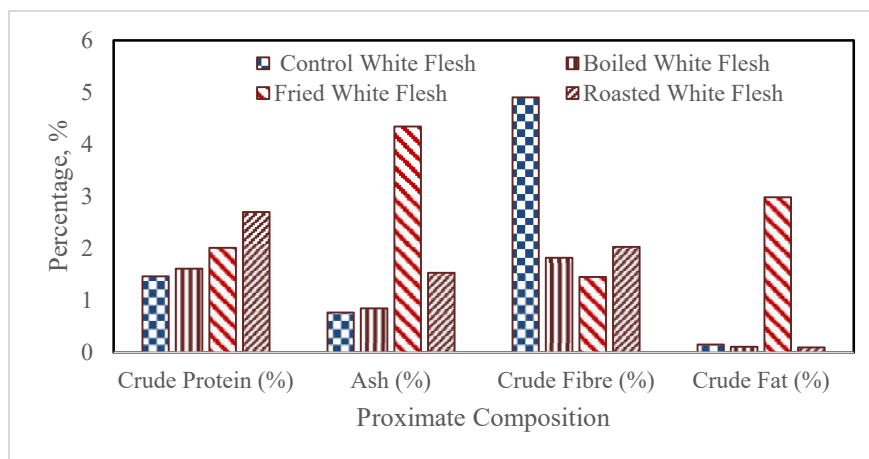 6
5
4
3
2
1
0
Percentage, %
Control White Flesh
Boiled White Flesh
Fried White Flesh
Roasted White Flesh
Crude Protein (%)
Ash (%)
Crude Fibre (%)
Crude Fat (%)
Proximate Composition